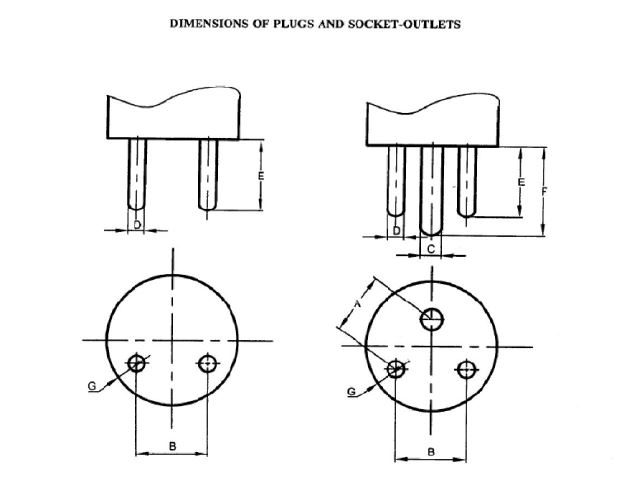 DIMENSIONS OF PLUGS AND SOCKET-OUTLETS
E
D
E
F
D
C
A
G
B
G
B